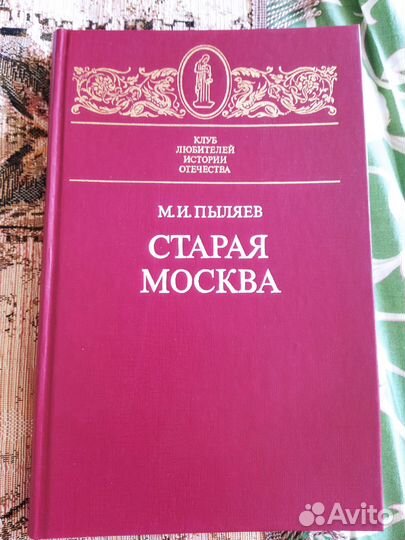 КЛУБ
ЛЮБИТЕЛЕЙ
ИСТОРИИ
ОТЕЧЕСТВА
М.И.ПЫЛЯЕВ
СТАРАЯ
МОСКВА
Avito